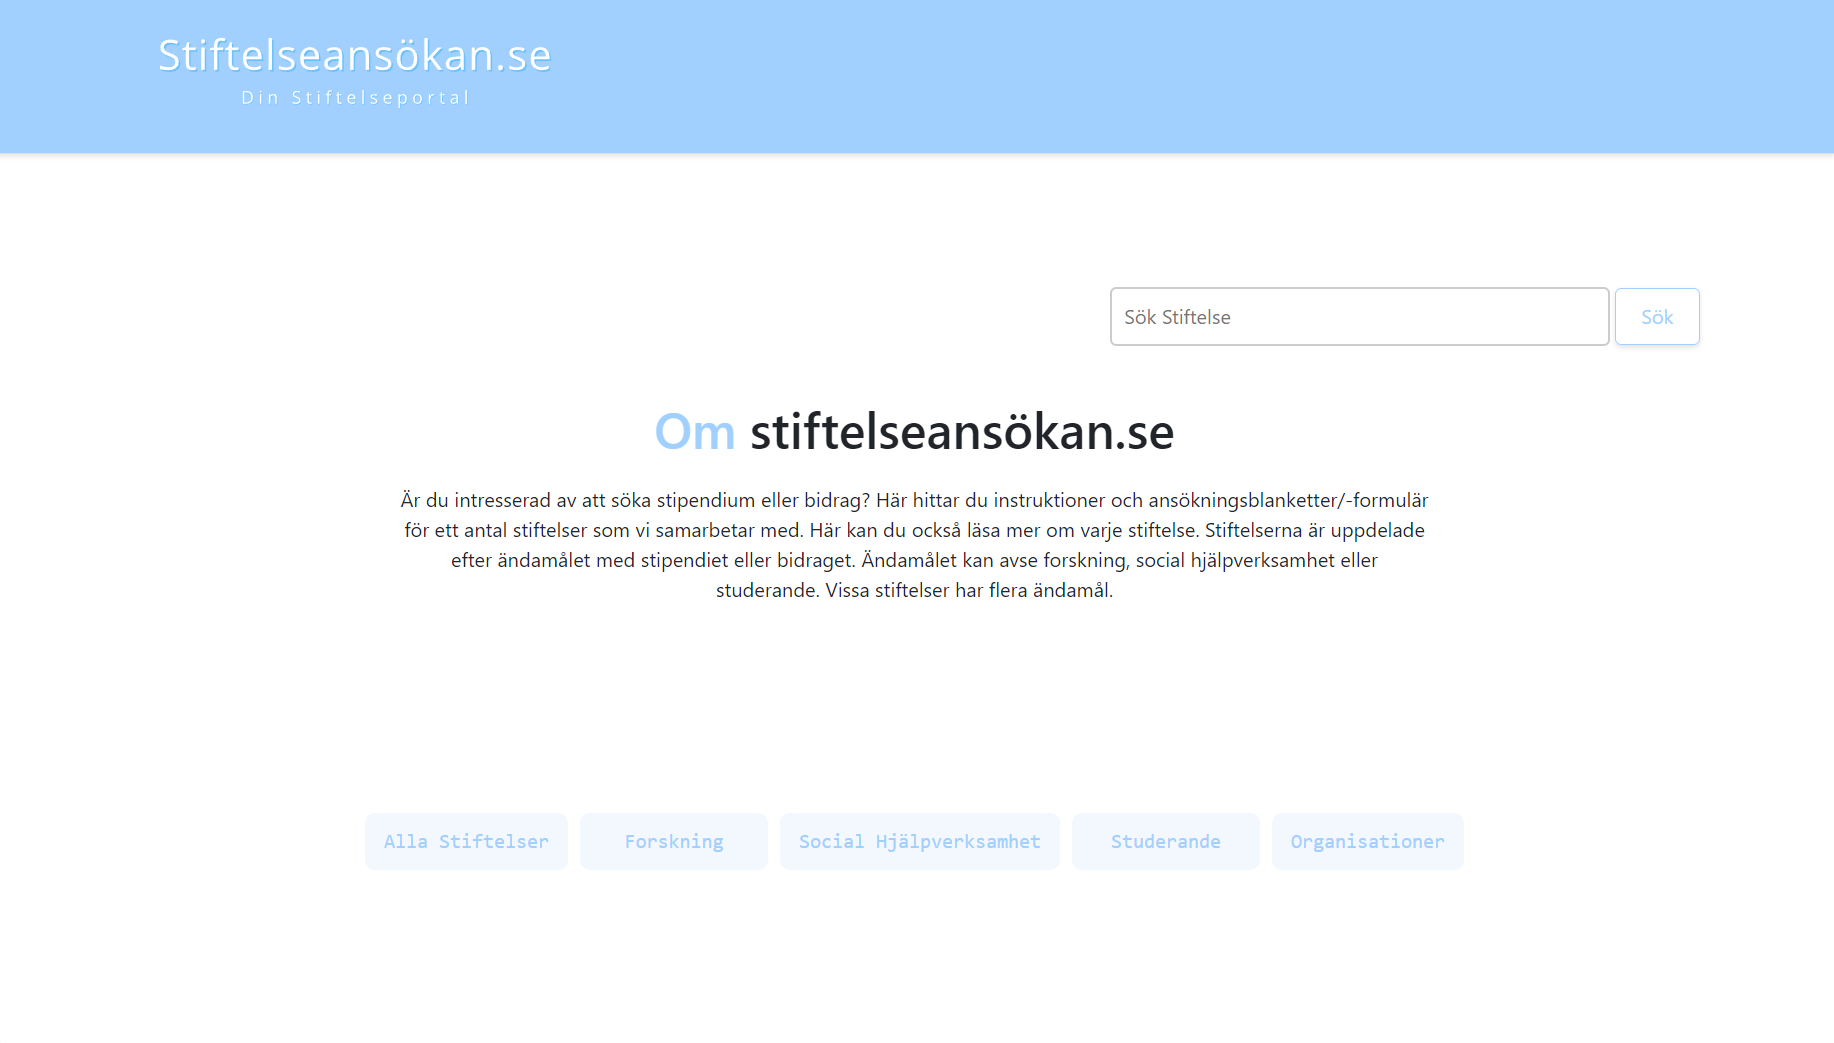 Stiftelseansökan.se
Din Stiftelseportal
Sök Stiftelse
Sök
Om stiftelseansökan.se
Är du intresserad av att söka stipendium eller bidrag? Här hittar du instruktioner och ansökningsblanketter/-formulär
för ett antal stiftelser som vi samarbetar med. Här kan du också läsa mer om varje stiftelse. Stiftelserna är uppdelade
efter ändamålet med stipendiet eller bidraget. Ändamålet kan avse forskning, social hjälpverksamhet eller
studerande. Vissa stiftelser har flera ändamål.
Alla Stiftelser
Forskning
Social Hjälpverksamhet
Studerande
Organisationer